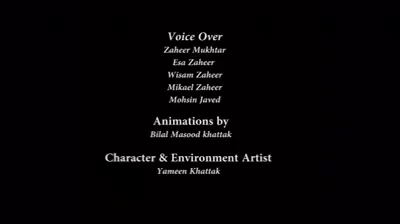 Voice Over
Zaheer Mukhtar
Esa Zaheer
Wisam Zaheer
Mikael Zaheer
Mohsin Javed
Animations by
Bilal Masood khattak
Character & Environment Artist
Yameen Khattak